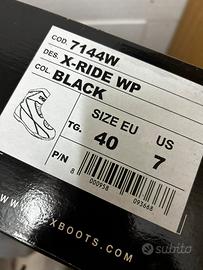 COD. 7144W
DES. X-RIDE WP
COL. BLACK
TG.
SIZE EU
US
40
7
P/N
8 000958 093668
XBOOTS.COM
subito